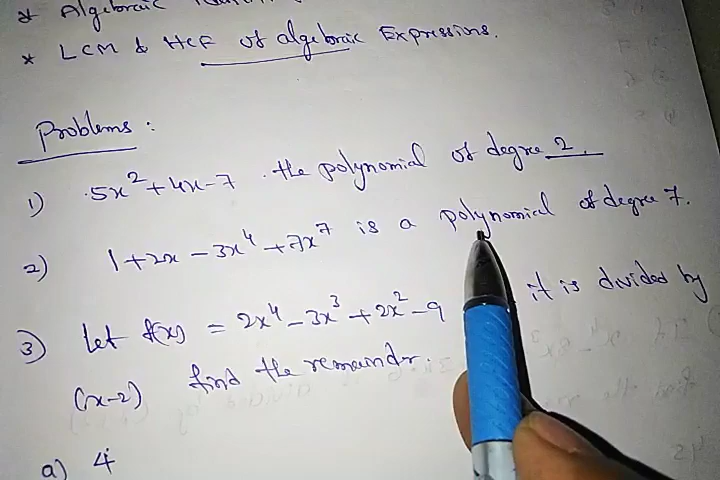 * Algebraic
* LCM & HCF of algebraic Expressions.
Problems :
1) 5x² + 4x - 7 . the polynomial of degree 2.
2) 1 + 2x - 3x⁴ + 7x⁷ is a polynomial of degree 7.
3) Let f(x) = 2x⁴ - 3x³ + 2x² - 9 it is divided by
(x-2) find the remainder.
a) 4